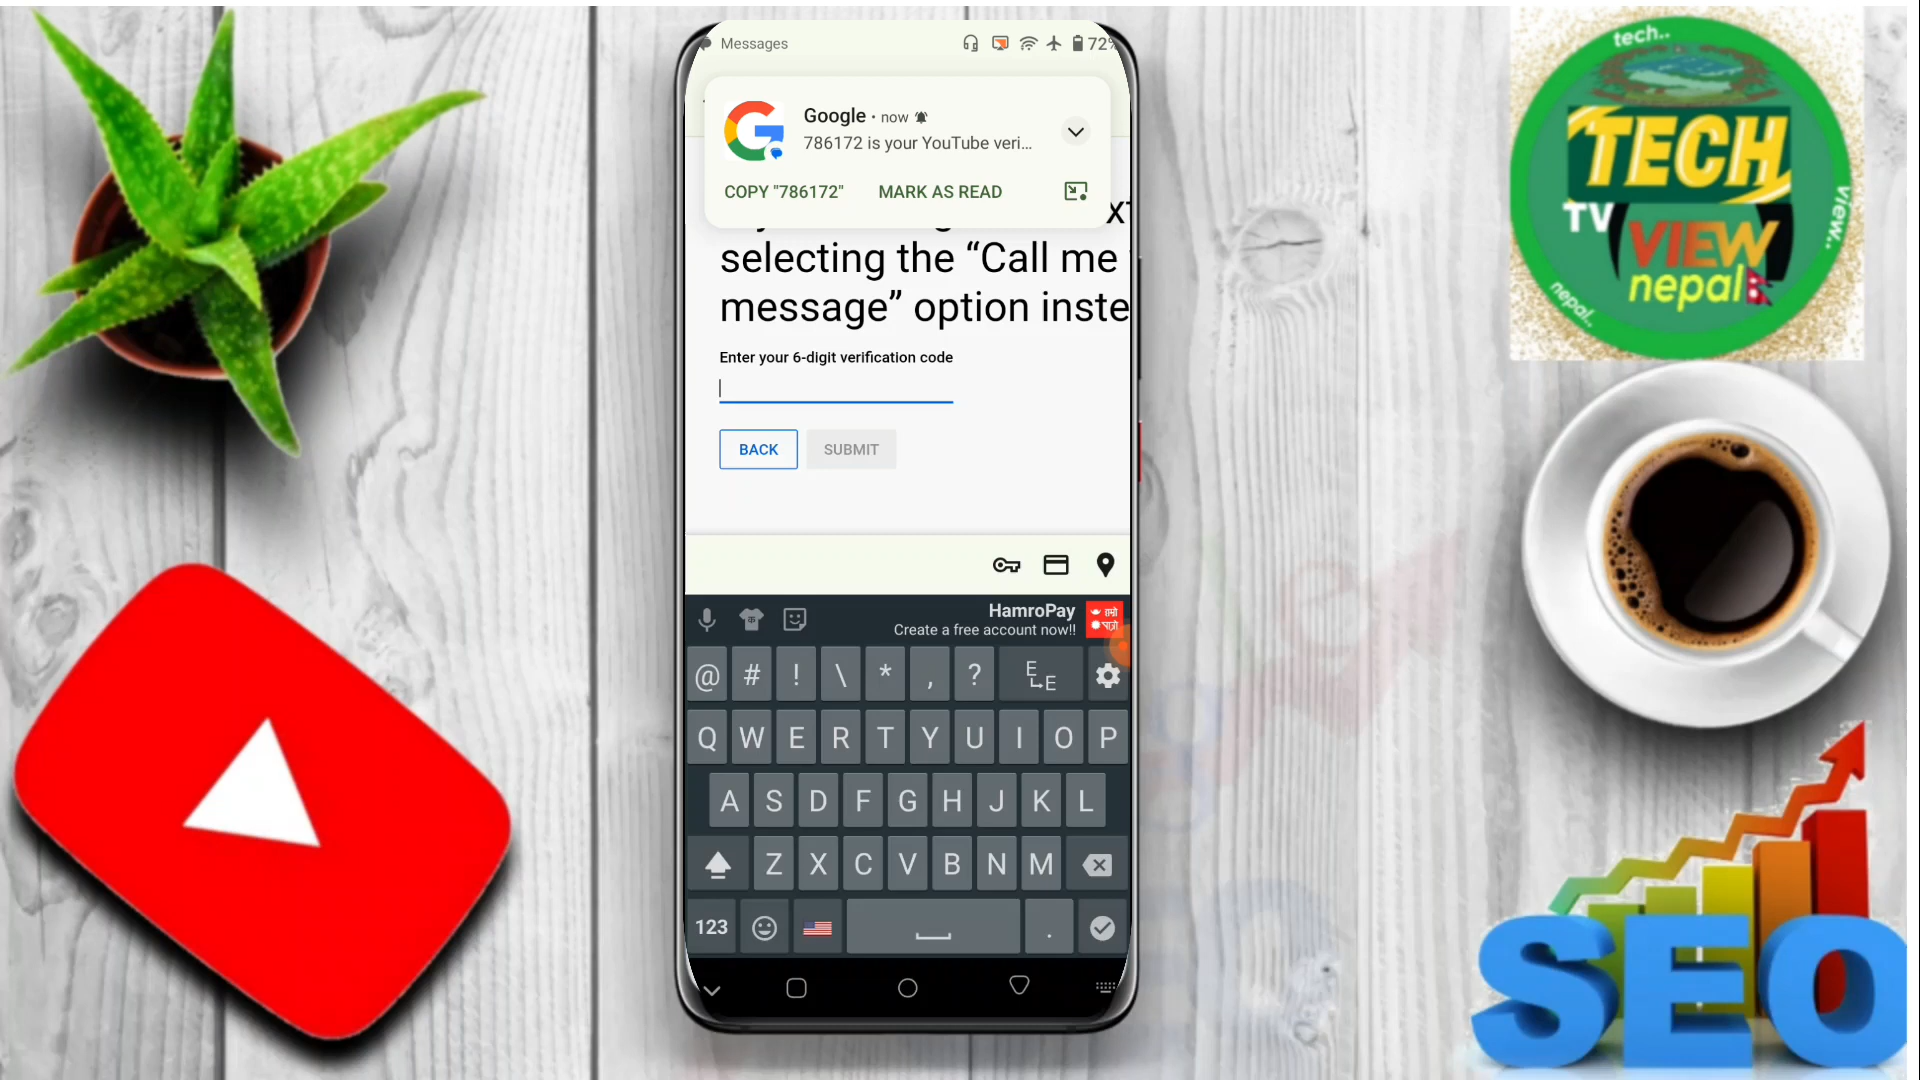 Messages
72%
Google • now
786172 is your YouTube veri...
COPY "786172"
MARK AS READ
selecting the “Call me
message” option inste
Enter your 6-digit verification code
BACK
SUBMIT
HamroPay
Create a free account now!!
हाम्रो
पात्रो
@ # ! \ * , ? E E
Q W E R T Y U I O P
A S D F G H J K L
Z X C V B N M
123 .
tech..
TECH
TV
VIEW
nepal
view..
nepal..
SEO